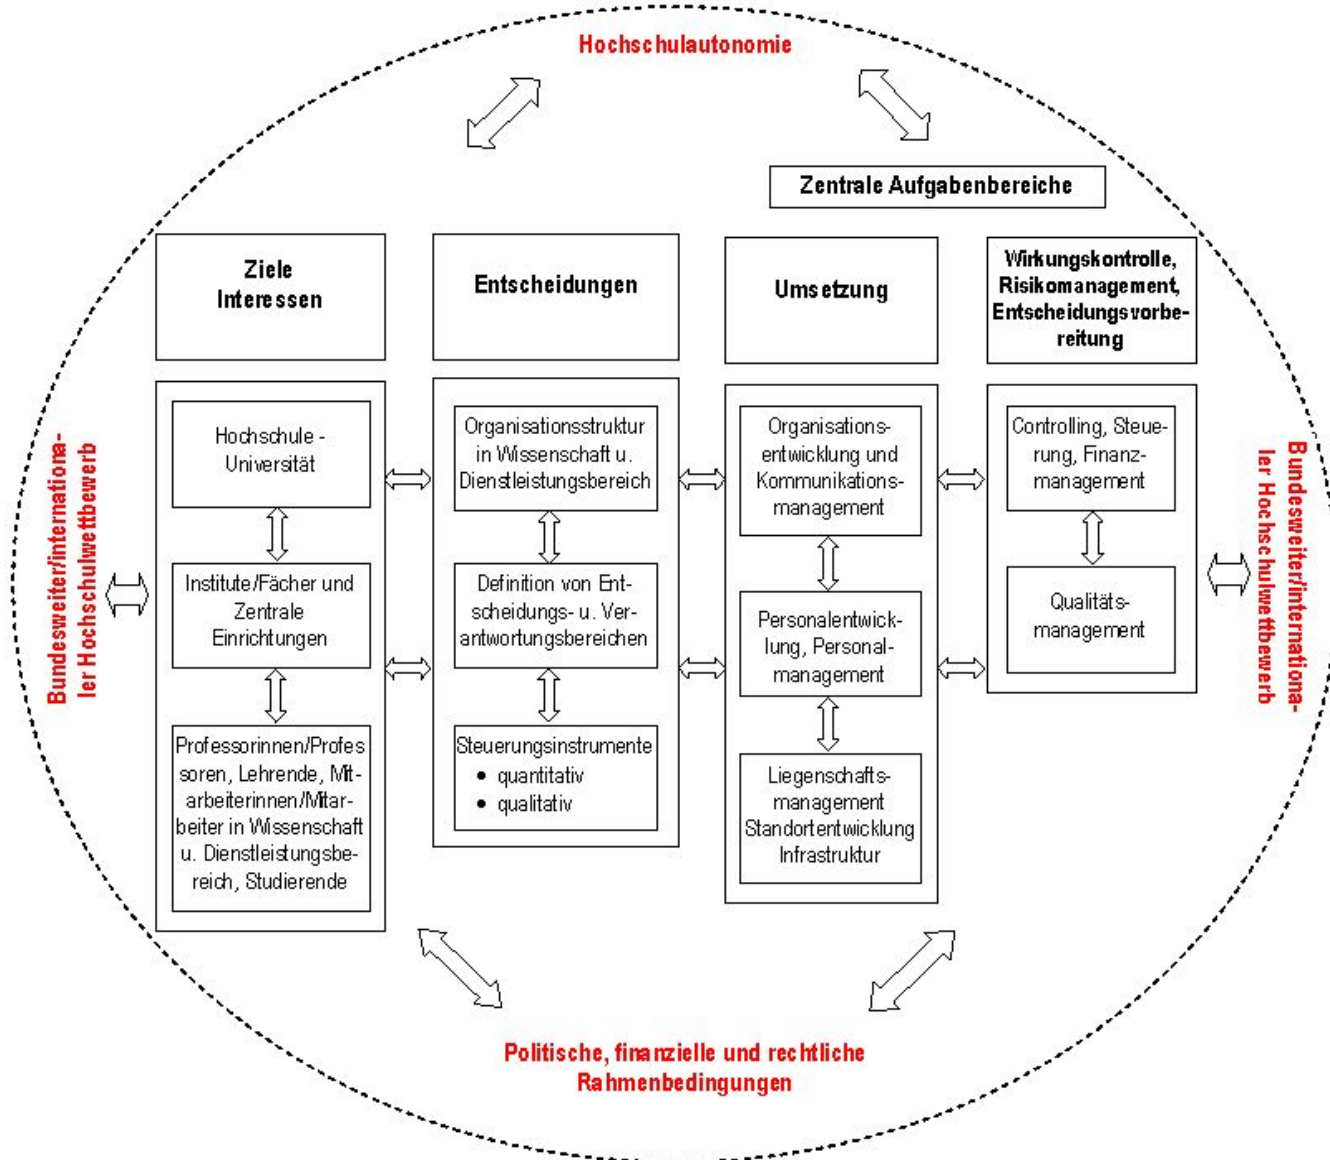 Hochschulautonomie
Zentrale Aufgabenbereiche
Ziele
Interessen
Entscheidungen
Umsetzung
Wirkungskontrolle,
Risikomanagement,
Entscheidungsvorbe-
reitung
Bundesweiter/internationa-
ler Hochschulwettbewerb
Hochschule -
Universität
Institute/Fächer und
Zentrale
Einrichtungen
Professorinnen/Profes
soren, Lehrende, Mit-
arbeiterinnen/Mitar-
beiter in Wissenschaft
u. Dienstleistungsbe-
reich, Studierende
Organisationsstruktur
in Wissenschaft u.
Dienstleistungsbereich
Definition von Ent-
scheidungs- u. Ver-
antwortungsbereichen
Steuerungsinstrumente
• quantitativ
• qualitativ
Organisations-
entwicklung und
Kommunikations-
management
Personalentwick-
lung, Personal-
management
Liegenschafts-
management
Standortentwicklung
Infrastruktur
Controlling, Steue-
rung, Finanz-
management
Qualitäts-
management
Bundesweiter/internationa-
ler Hochschulwettbewerb
Politische, finanzielle und rechtliche
Rahmenbedingungen